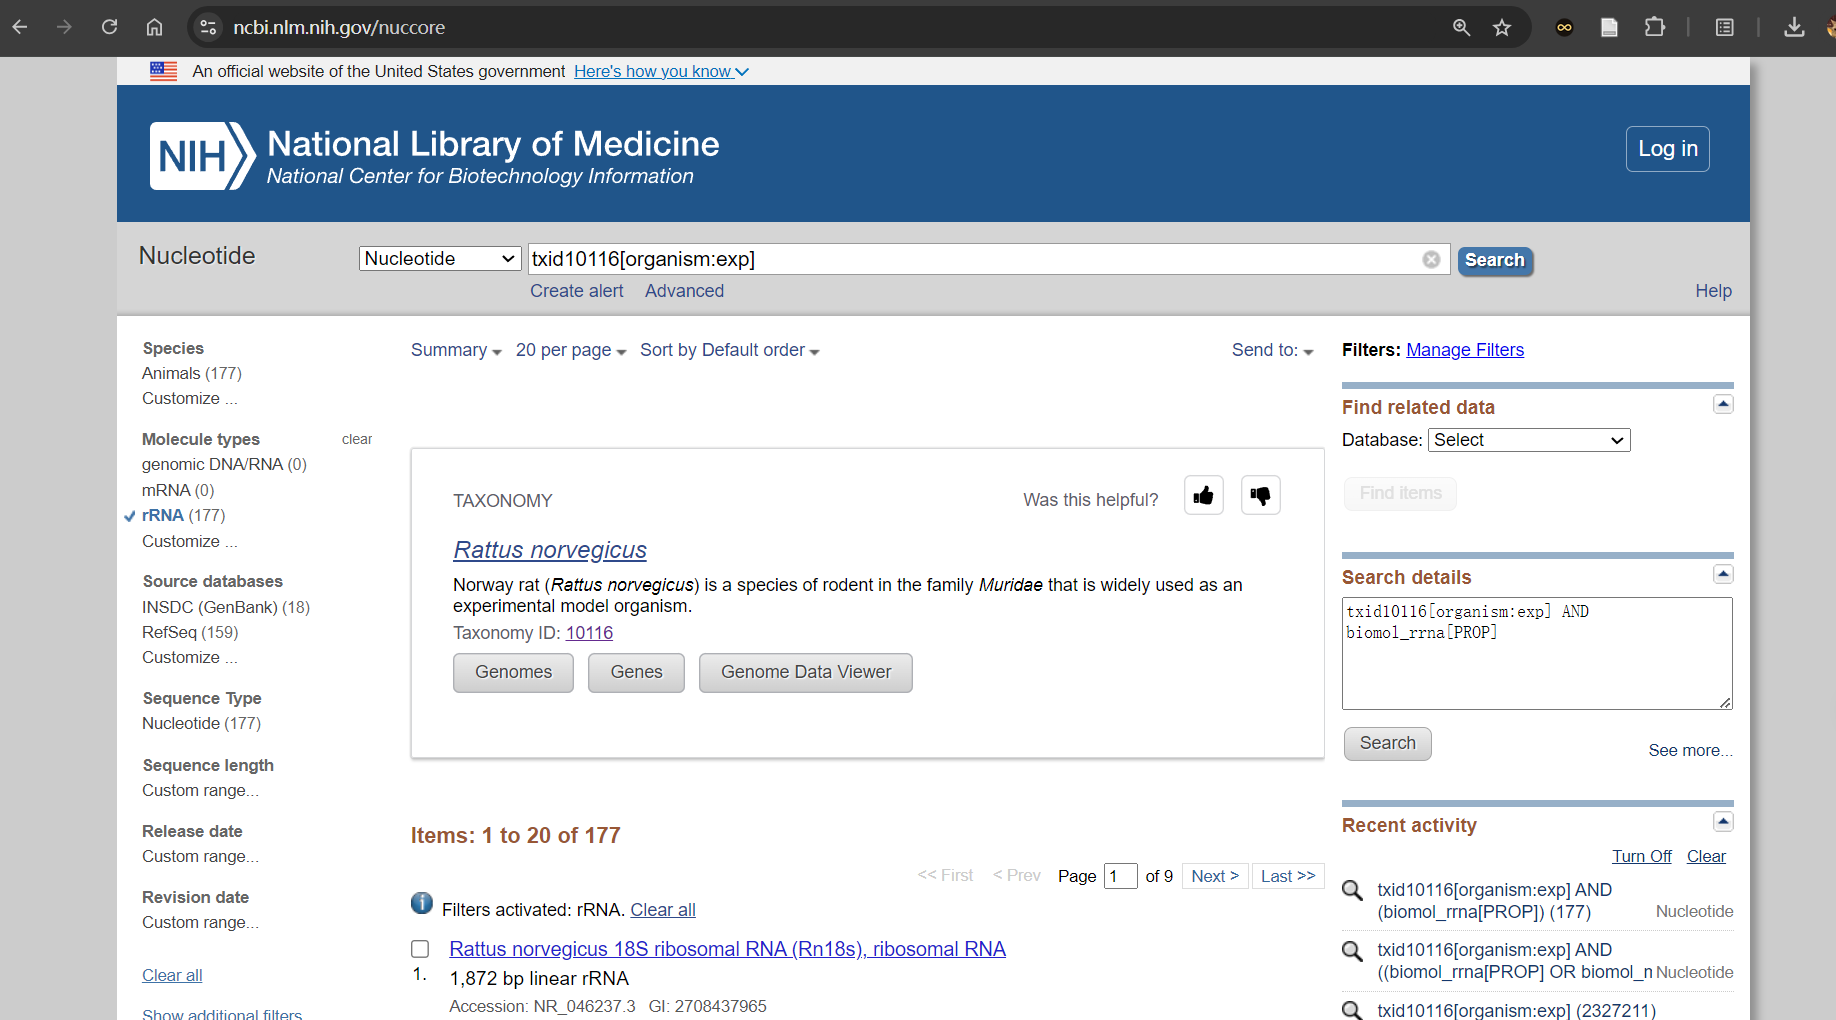 ncbi.nlm.nih.gov/nuccore
An official website of the United States government Here's how you know
NIH National Library of Medicine
National Center for Biotechnology Information
Log in
Nucleotide
Nucleotide
txid10116[organism:exp]
Search
Create alert Advanced
Help
Species
Animals (177)
Customize ...
Molecule types clear
genomic DNA/RNA (0)
mRNA (0)
rRNA (177)
Customize ...
Source databases
INSDC (GenBank) (18)
RefSeq (159)
Customize ...
Sequence Type
Nucleotide (177)
Sequence length
Custom range...
Release date
Custom range...
Revision date
Custom range...
Clear all
Show additional filters
Summary 20 per page Sort by Default order Send to:
TAXONOMY
Was this helpful?
Rattus norvegicus
Norway rat (Rattus norvegicus) is a species of rodent in the family Muridae that is widely used as an
experimental model organism.
Taxonomy ID: 10116
Genomes Genes Genome Data Viewer
Items: 1 to 20 of 177
<< First < Prev Page 1 of 9 Next > Last >>
Filters activated: rRNA. Clear all
Rattus norvegicus 18S ribosomal RNA (Rn18s), ribosomal RNA
1. 1,872 bp linear rRNA
Accession: NR_046237.3 GI: 2708437965
Filters: Manage Filters
Find related data
Database: Select
Find items
Search details
txid10116[organism:exp] AND
biomol_rrna[PROP]
Search
See more...
Recent activity
Turn Off Clear
txid10116[organism:exp] AND
(biomol_rrna[PROP]) (177) Nucleotide
txid10116[organism:exp] AND
((biomol_rrna[PROP] OR biomol_n Nucleotide
txid10116[organism:exp] (2327211)